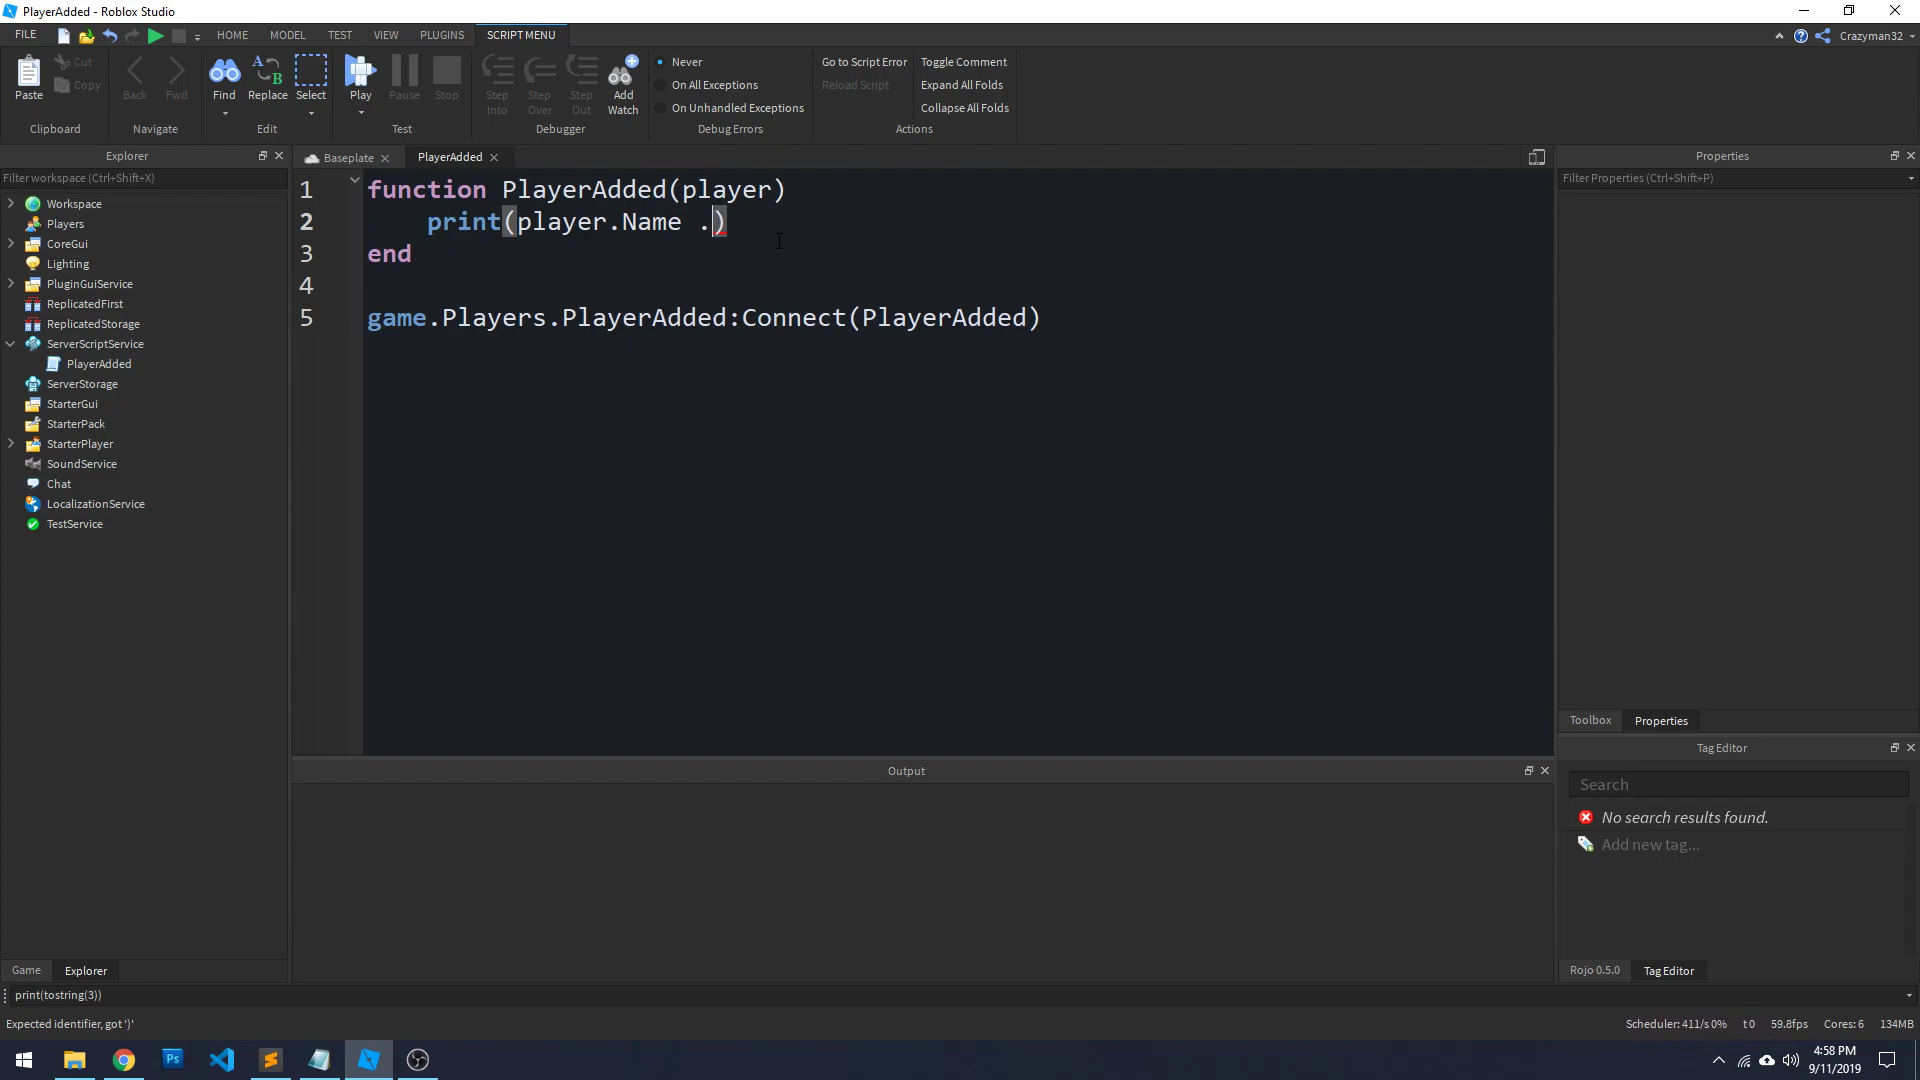 PlayerAdded - Roblox Studio
FILE HOME MODEL TEST VIEW PLUGINS SCRIPT MENU Crazyman32
Paste Cut Copy Clipboard
Back Fwd Navigate
Find Replace Select Edit
Play Pause Stop Test
Step Into Step Over Step Out Add Watch Debugger
Never
On All Exceptions
On Unhandled Exceptions
Debug Errors
Go to Script Error Toggle Comment
Reload Script Expand All Folds
Collapse All Folds
Actions
Explorer
Filter workspace (Ctrl+Shift+X)
Workspace
Players
CoreGui
Lighting
PluginGuiService
ReplicatedFirst
ReplicatedStorage
ServerScriptService
PlayerAdded
ServerStorage
StarterGui
StarterPack
StarterPlayer
SoundService
Chat
LocalizationService
TestService
Game Explorer
Baseplate PlayerAdded
1 function PlayerAdded(player)
2 print(player.Name .)
3 end
4
5 game.Players.PlayerAdded:Connect(PlayerAdded)
Output
Properties
Filter Properties (Ctrl+Shift+P)
Toolbox Properties
Tag Editor
Search
No search results found.
Add new tag...
Rojo 0.5.0 Tag Editor
print(tostring(3))
Expected identifier, got ')'
Scheduler: 411/s 0% t 0 59.8fps Cores: 6 134MB
Ps
4:58 PM
9/11/2019